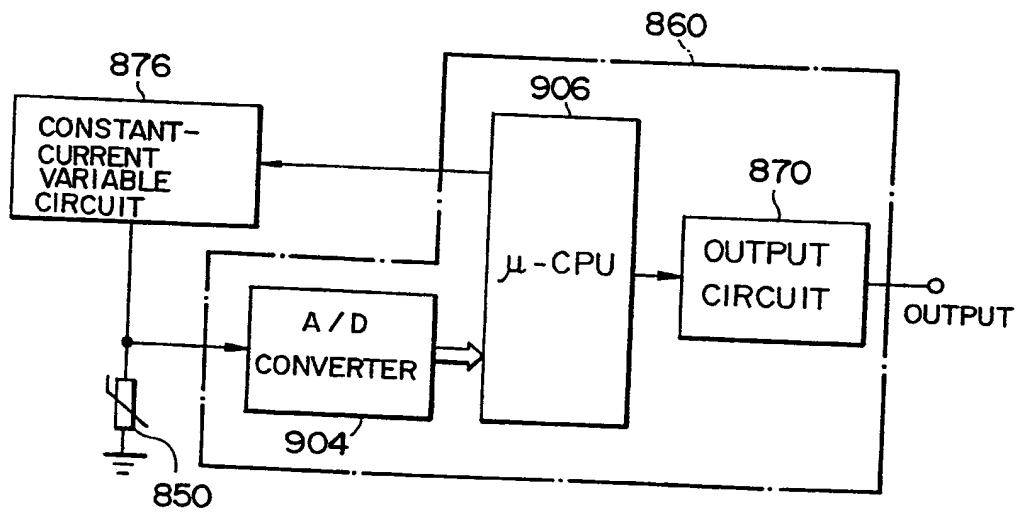 860
876
906
CONSTANT-
CURRENT
VARIABLE
CIRCUIT
870
OUTPUT
CIRCUIT
μ-CPU
OUTPUT
A/D
CONVERTER
904
850